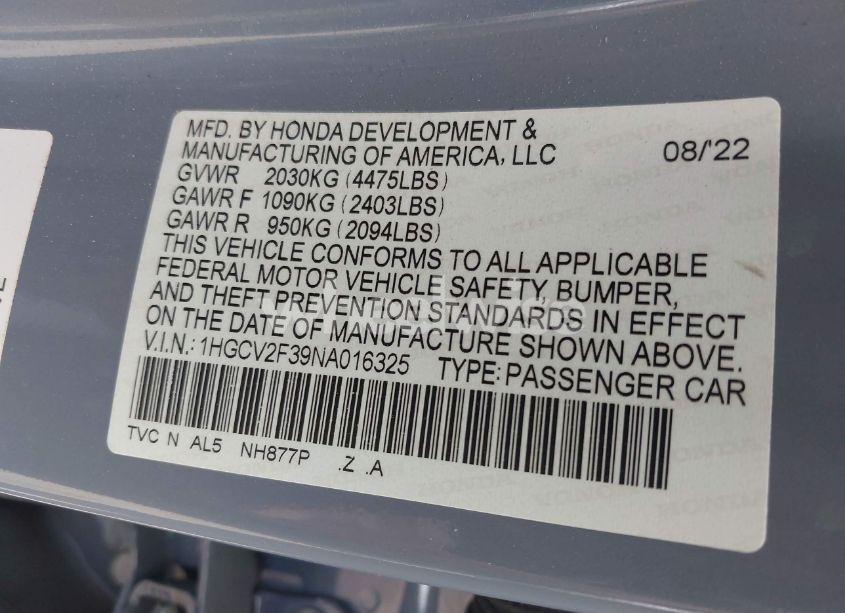 MFD. BY HONDA DEVELOPMENT &
MANUFACTURING OF AMERICA, LLC 08/'22
GVWR 2030KG (4475LBS)
GAWR F 1090KG (2403LBS)
GAWR R 950KG (2094LBS)
THIS VEHICLE CONFORMS TO ALL APPLICABLE
FEDERAL MOTOR VEHICLE SAFETY, BUMPER,
AND THEFT PREVENTION STANDARDS IN EFFECT
ON THE DATE OF MANUFACTURE SHOWN ABOVE.
V.I.N.: 1HGCV2F39NA016325 TYPE: PASSENGER CAR
TVC N AL5 NH877P .Z .A